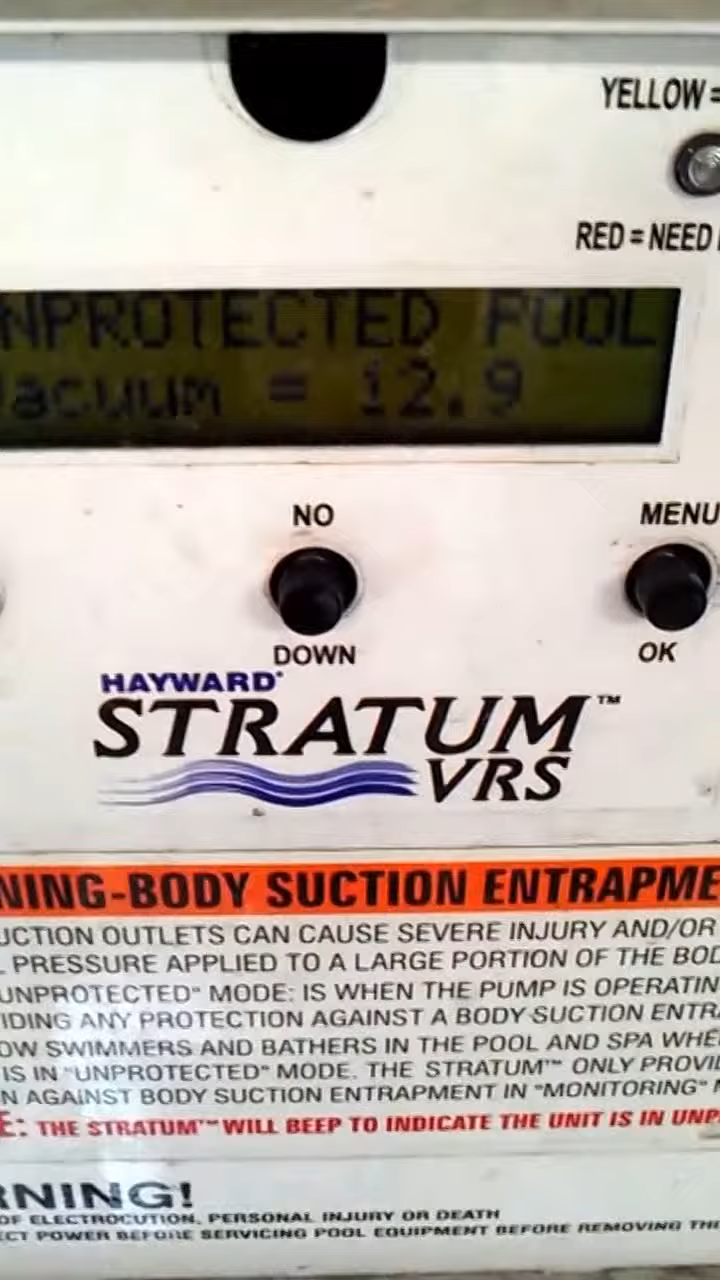 YELLOW =
RED = NEED
NPROTECTED POOL
Vacuum = 12.9
NO
MENU
DOWN
OK
HAYWARD®
STRATUM™
VRS
NING-BODY SUCTION ENTRAPME
UCTION OUTLETS CAN CAUSE SEVERE INJURY AND/OR
L PRESSURE APPLIED TO A LARGE PORTION OF THE BOD
UNPROTECTED" MODE: IS WHEN THE PUMP IS OPERATIN
IDING ANY PROTECTION AGAINST A BODY SUCTION ENTRA
OW SWIMMERS AND BATHERS IN THE POOL AND SPA WHE
IS IN "UNPROTECTED" MODE. THE STRATUM™ ONLY PROVI
N AGAINST BODY SUCTION ENTRAPMENT IN "MONITORING"
E: THE STRATUM™ WILL BEEP TO INDICATE THE UNIT IS IN UNP
RNING!
OF ELECTROCUTION, PERSONAL INJURY OR DEATH
ECT POWER BEFORE SERVICING POOL EQUIPMENT BEFORE REMOVING THI